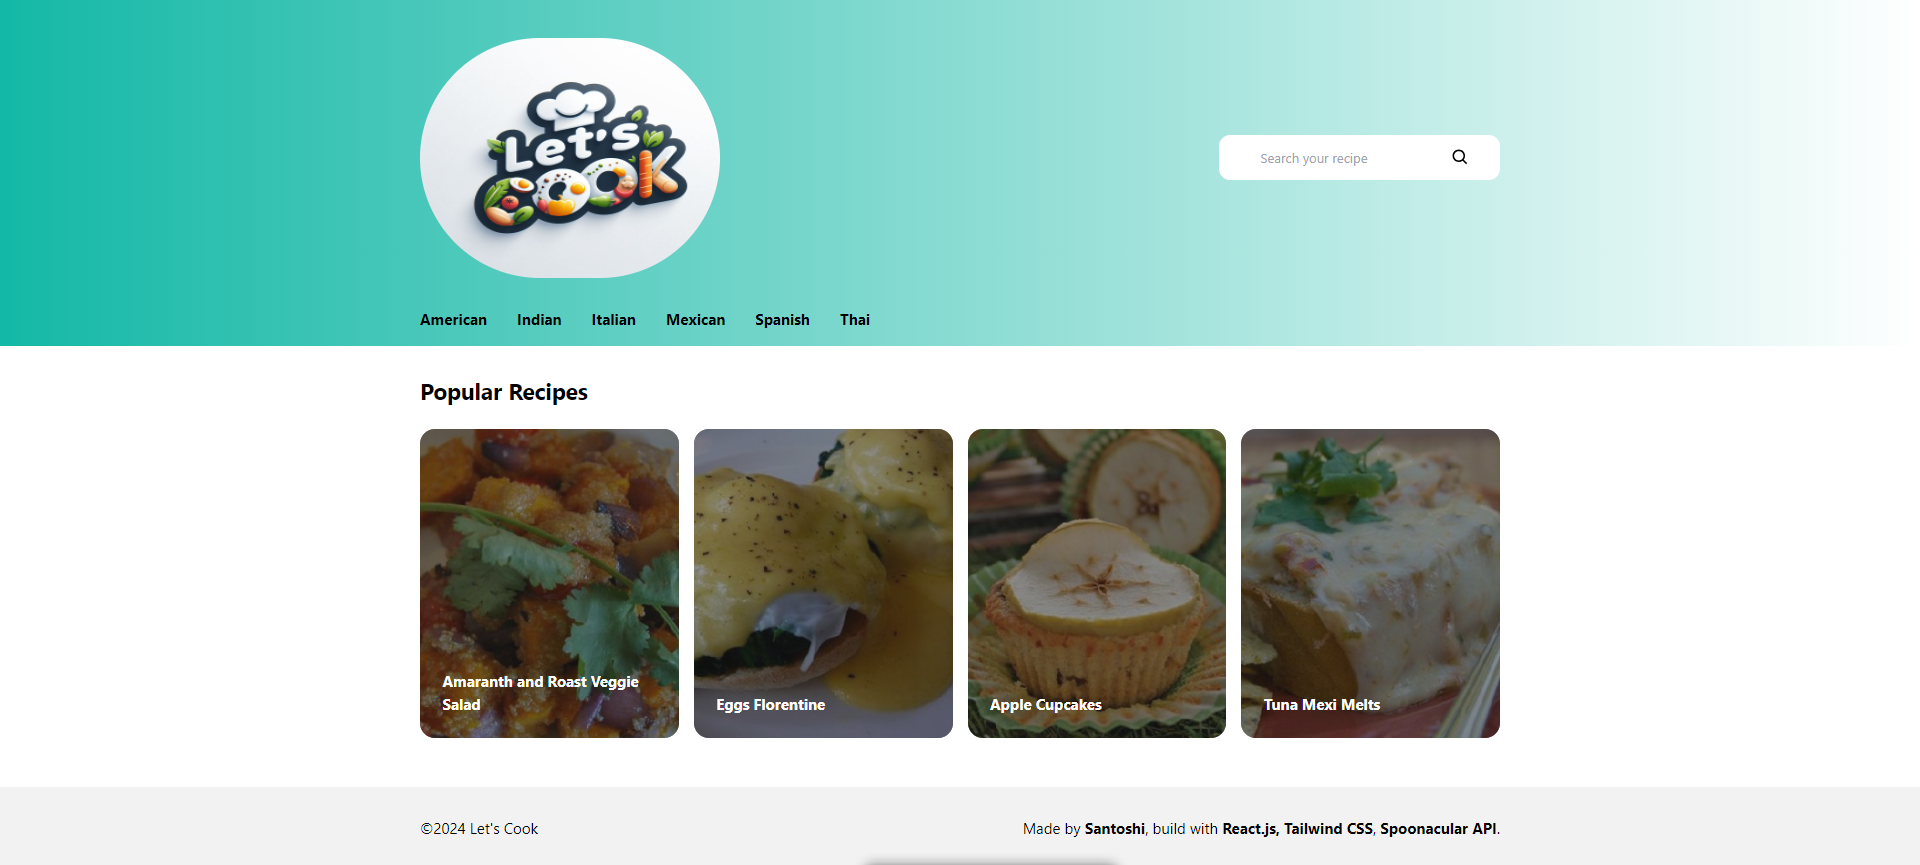 Let's
COOK
Search your recipe
American Indian Italian Mexican Spanish Thai
Popular Recipes
Amaranth and Roast Veggie
Salad
Eggs Florentine
Apple Cupcakes
Tuna Mexi Melts
©2024 Let's Cook
Made by Santoshi, build with React.js, Tailwind CSS, Spoonacular API.